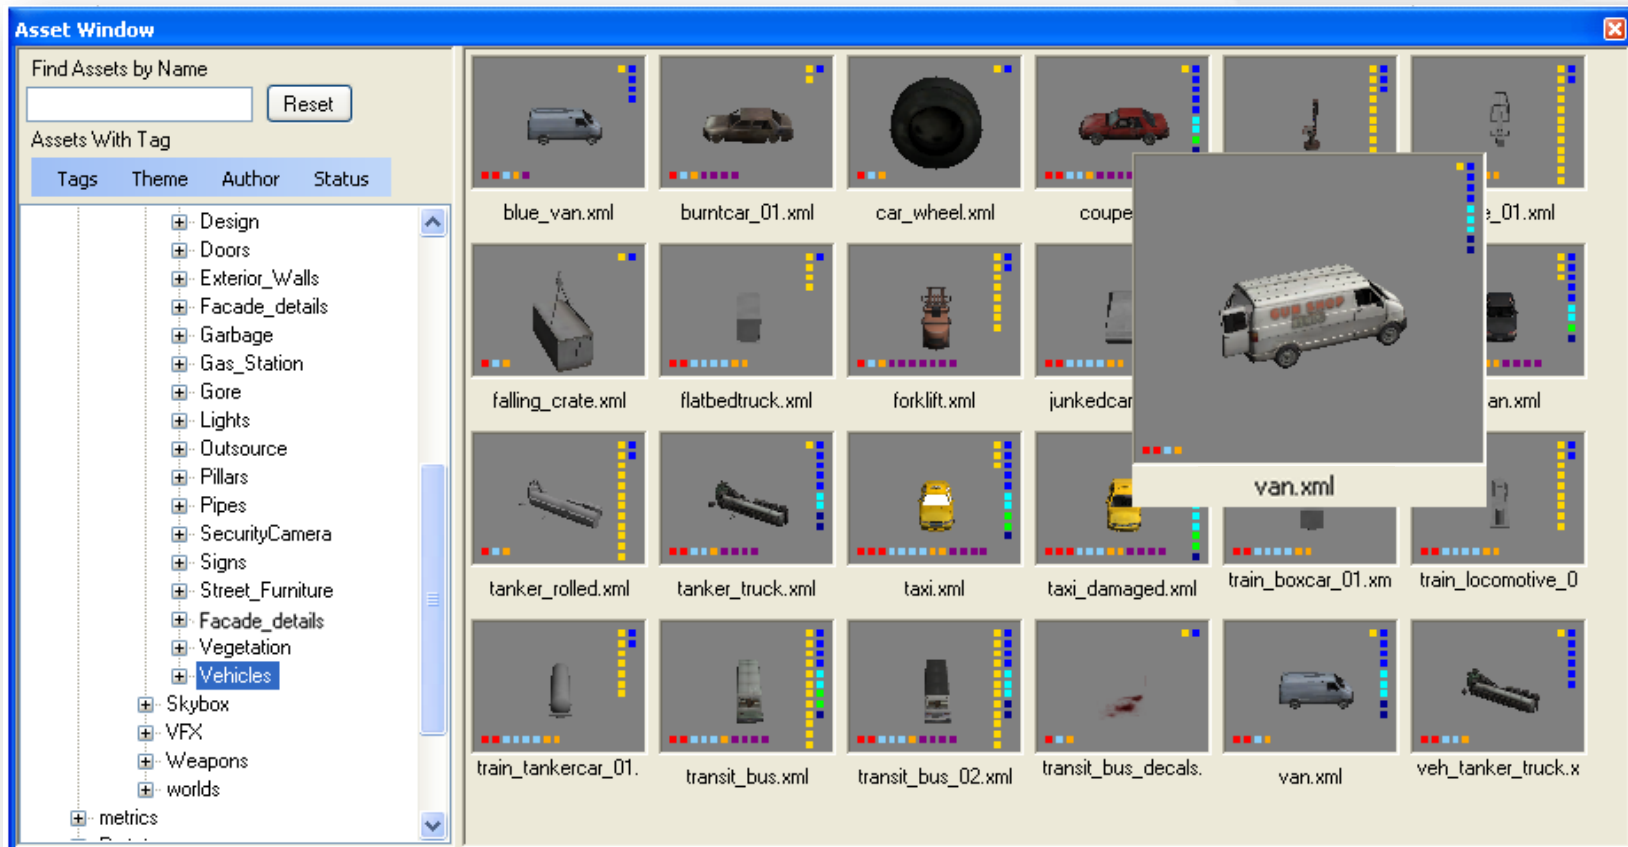 Asset Window
Find Assets by Name
Reset
Assets With Tag
Tags Theme Author Status
Design
Doors
Exterior_Walls
Facade_details
Garbage
Gas_Station
Gore
Lights
Outsource
Pillars
Pipes
SecurityCamera
Signs
Street_Furniture
Facade_details
Vegetation
Vehicles
Skybox
VFX
Weapons
worlds
metrics
blue_van.xml burntcar_01.xml car_wheel.xml coupe _01.xml
falling_crate.xml flatbedtruck.xml forklift.xml junkedcar an.xml
GUN SHOP
van.xml
tanker_rolled.xml tanker_truck.xml taxi.xml taxi_damaged.xml train_boxcar_01.xm train_locomotive_0
train_tankercar_01. transit_bus.xml transit_bus_02.xml transit_bus_decals. van.xml veh_tanker_truck.x